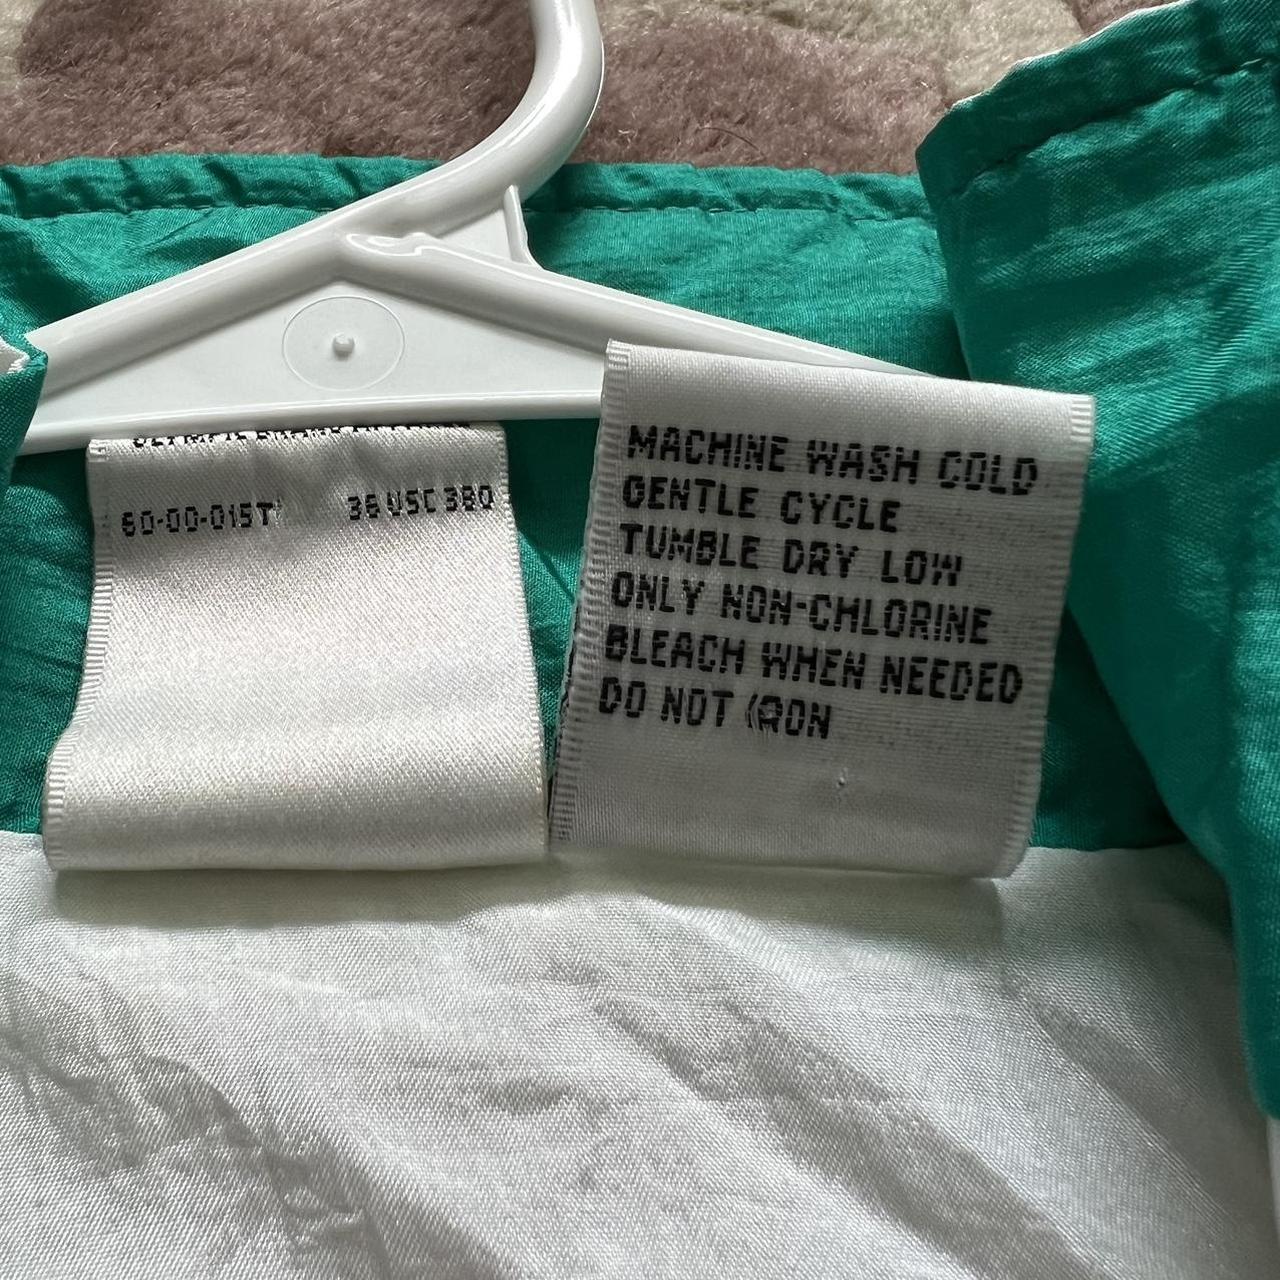 60-00-015T 36 USC 380
MACHINE WASH COLD
GENTLE CYCLE
TUMBLE DRY LOW
ONLY NON-CHLORINE
BLEACH WHEN NEEDED
DO NOT IRON